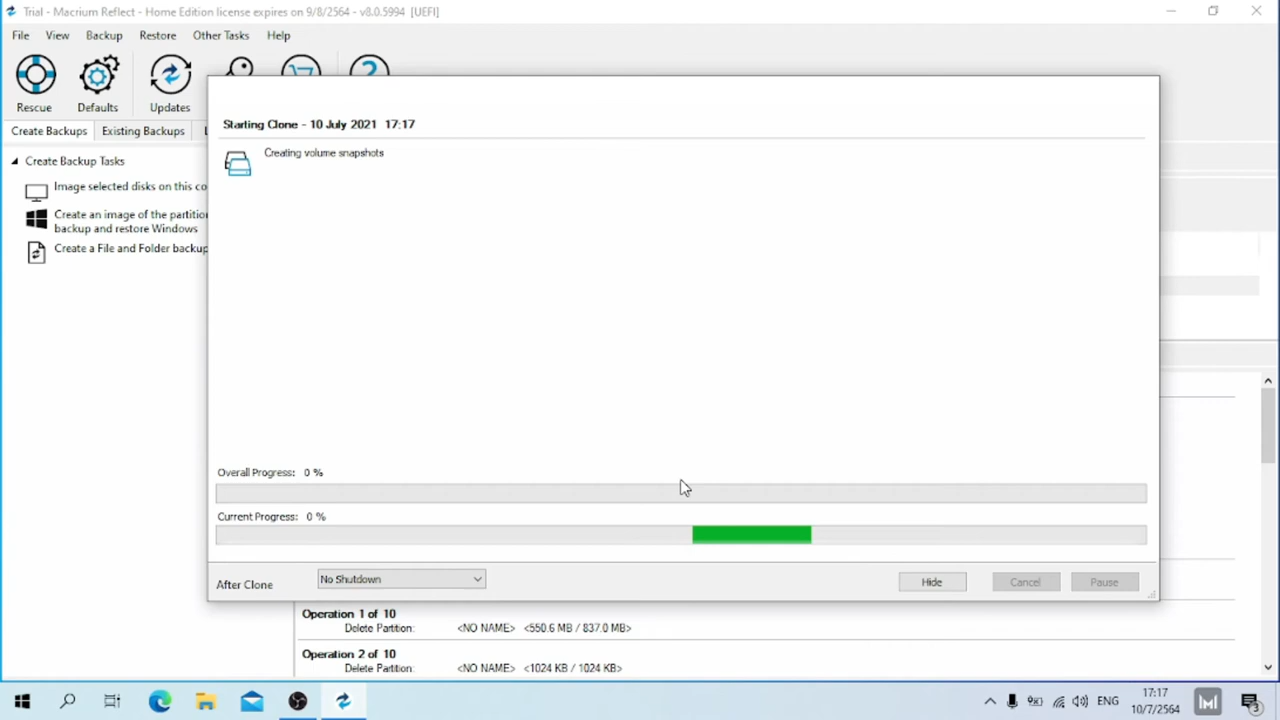 Trial - Macrium Reflect - Home Edition license expires on 9/8/2564 - v8.0.5994 [UEFI]
File View Backup Restore Other Tasks Help
Rescue Defaults Updates
Create Backups Existing Backups
Create Backup Tasks
Image selected disks on this co
Create an image of the partitio
backup and restore Windows
Create a File and Folder backup
Starting Clone - 10 July 2021 17:17
Creating volume snapshots
Overall Progress: 0 %
Current Progress: 0 %
After Clone No Shutdown Hide Cancel Pause
Operation 1 of 10
Delete Partition: <NO NAME> <550.6 MB / 837.0 MB>
Operation 2 of 10
Delete Partition: <NO NAME> <1024 KB / 1024 KB>
ENG
17:17
10/7/2564
3